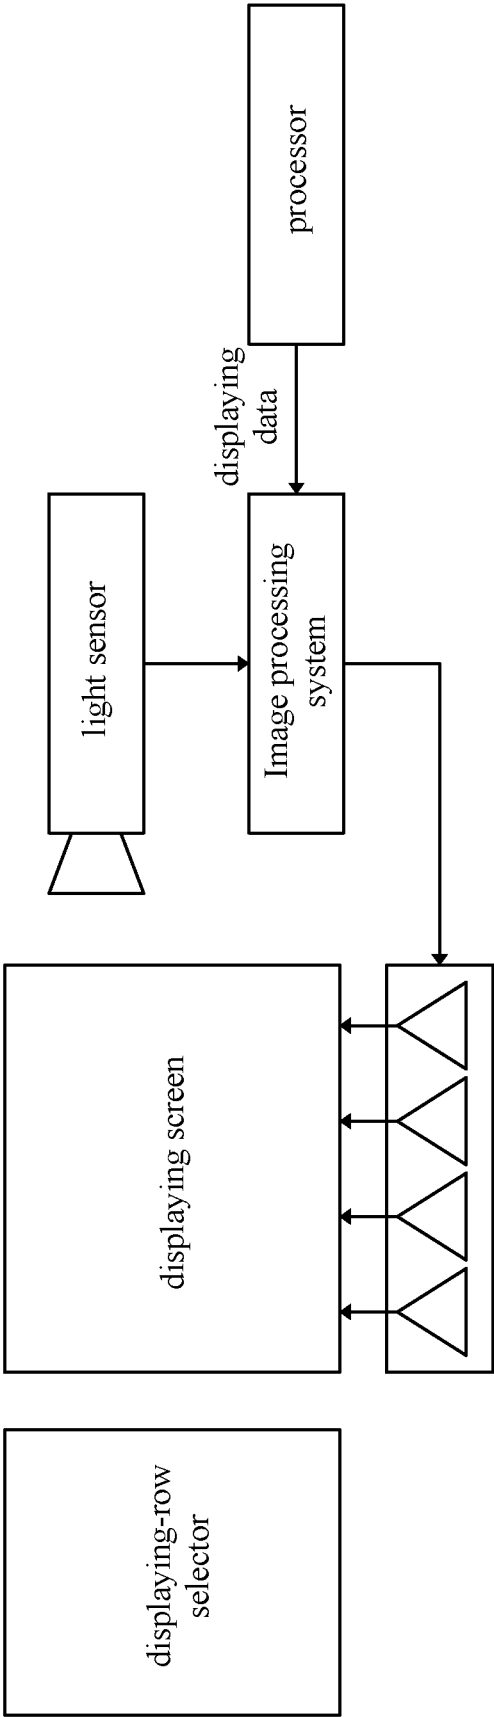 processor
displaying
data
light sensor
Image processing
system
displaying screen
displaying-row
selector